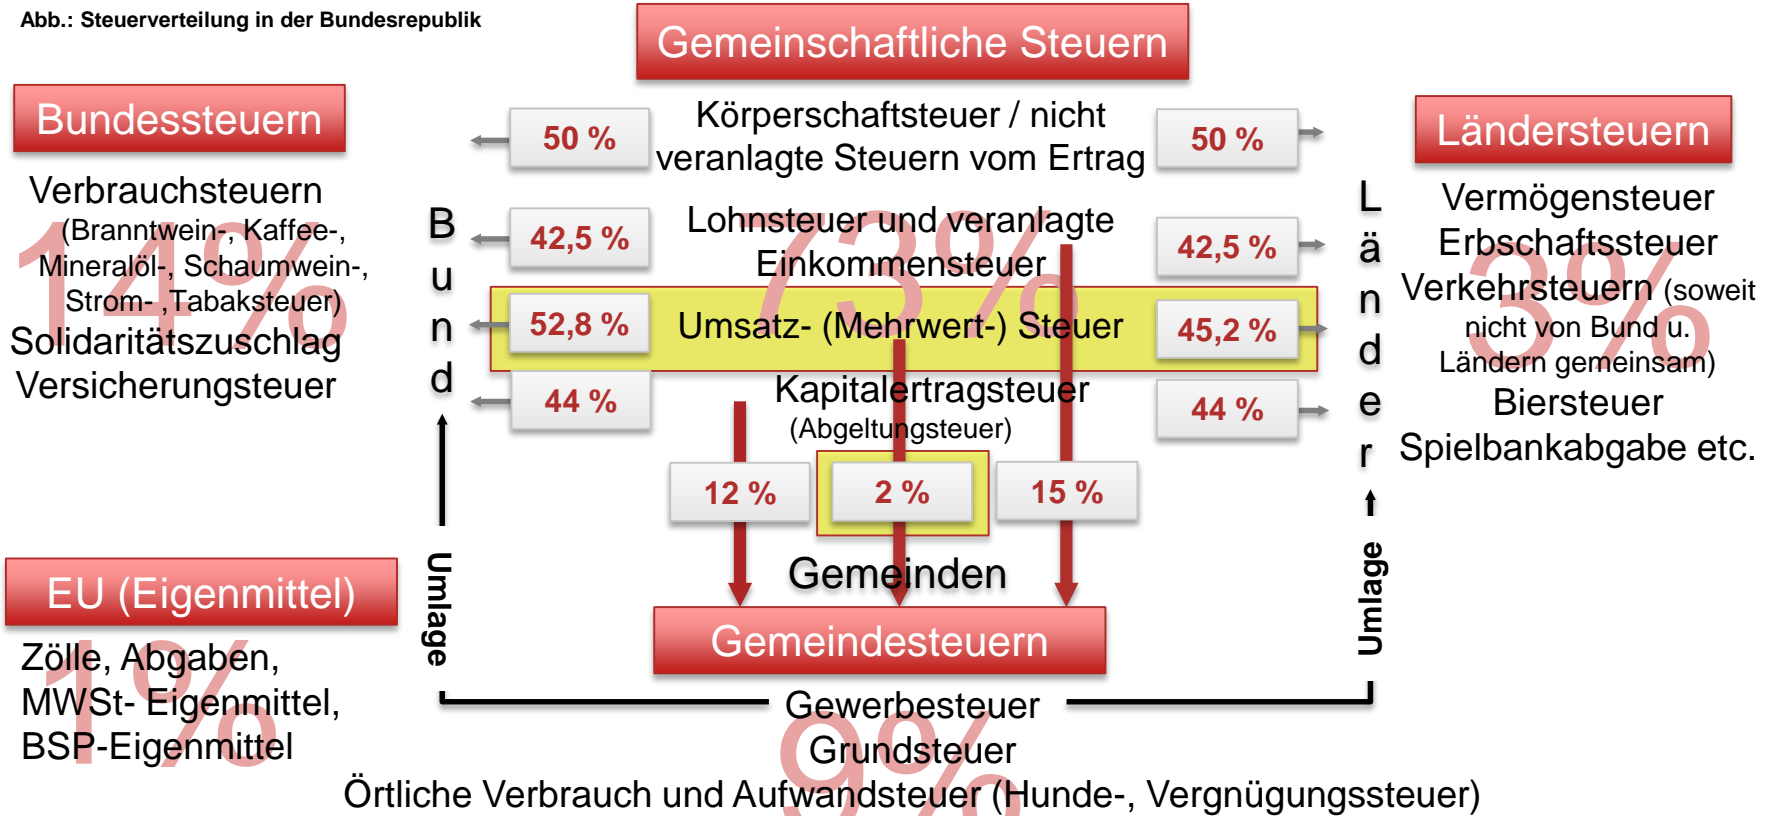 Abb.: Steuerverteilung in der Bundesrepublik
Gemeinschaftliche Steuern
Bundessteuern
14%
Verbrauchsteuern
(Branntwein-, Kaffee-,
Mineralöl-, Schaumwein-,
Strom-, Tabaksteuer)
Solidaritätszuschlag
Versicherungsteuer
Bund
73%
50 %
Körperschaftsteuer / nicht
veranlagte Steuern vom Ertrag
50 %
42,5 %
Lohnsteuer und veranlagte
Einkommensteuer
42,5 %
52,8 %
Umsatz- (Mehrwert-) Steuer
45,2 %
44 %
Kapitalertragsteuer
(Abgeltungsteuer)
44 %
12 %
2 %
15 %
Länder
Ländersteuern
3%
Vermögensteuer
Erbschaftssteuer
Verkehrsteuern (soweit
nicht von Bund u.
Ländern gemeinsam)
Biersteuer
Spielbankabgabe etc.
Umlage
Umlage
EU (Eigenmittel)
1%
Zölle, Abgaben,
MWSt- Eigenmittel,
BSP-Eigenmittel
Gemeinden
Gemeindesteuern
9%
Gewerbesteuer
Grundsteuer
Örtliche Verbrauch und Aufwandsteuer (Hunde-, Vergnügungssteuer)